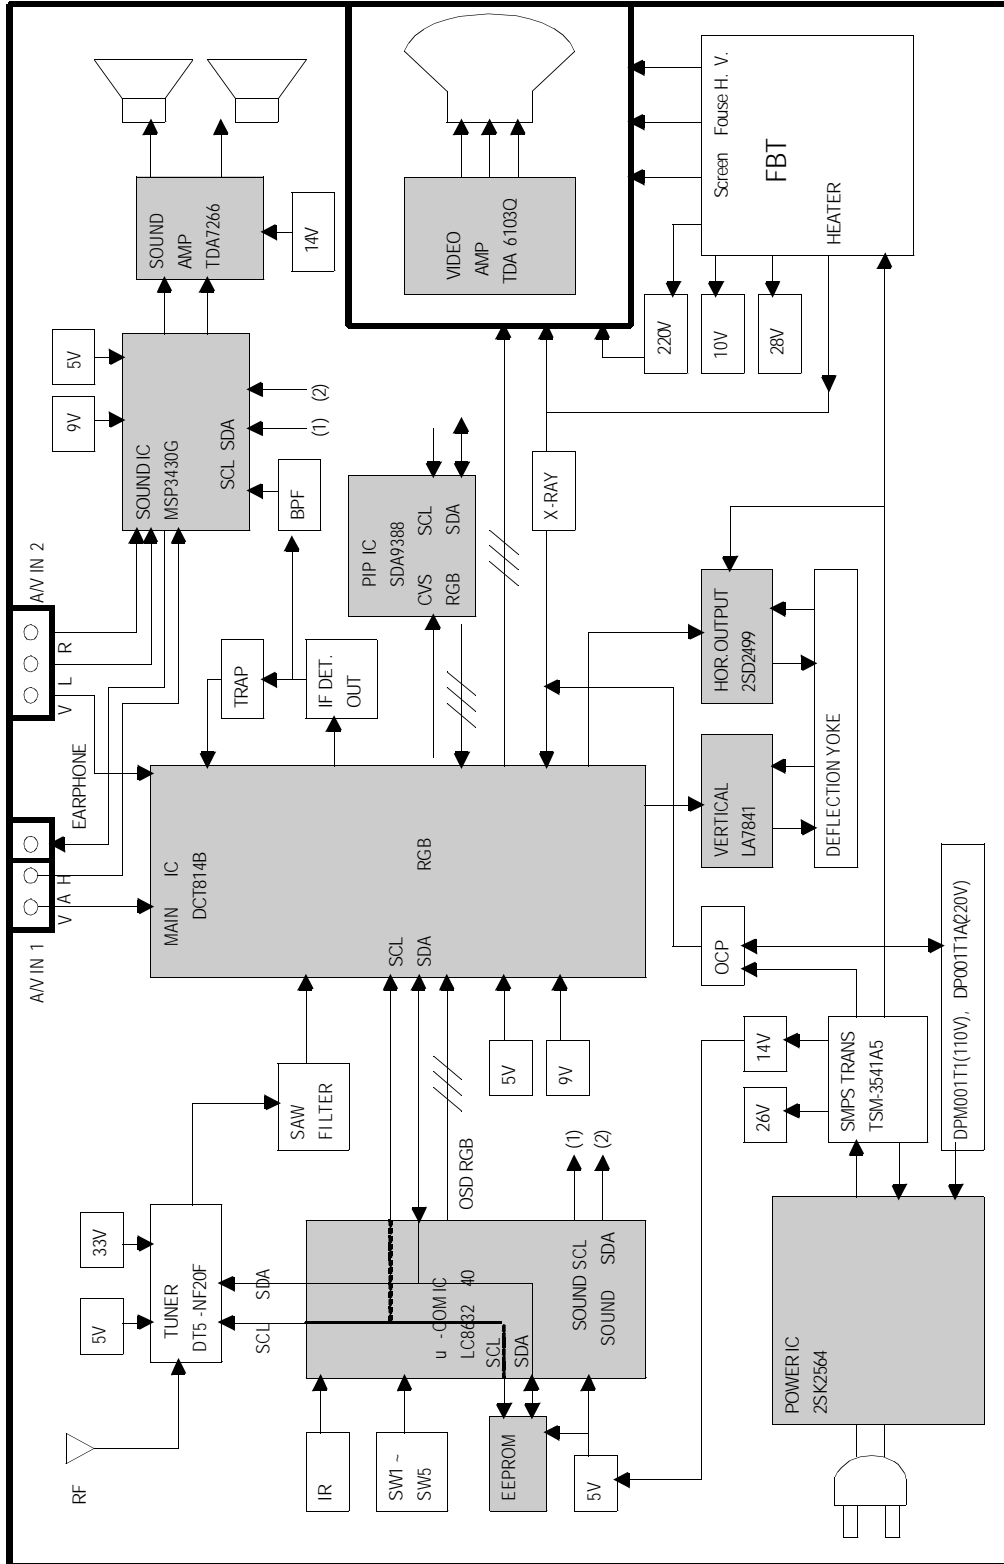 A/V IN 1
V A H
EARPHONE
A/V IN 2
V L R
RF
5V
33V
TUNER
DT5 -NF20F
SCL
SDA
SAW
FILTER
MAIN IC
DCT814B
SCL
SDA
RGB
TRAP
IF DET.
OUT
BPF
9V
5V
SOUND IC
MSP3430G
SCL SDA
(1)
(2)
SOUND
AMP
TDA7266
14V
PIP IC
SDA9388
CVS SCL
RGB SDA
VIDEO
AMP
TDA 6103Q
IR
SW1 ~
SW5
EEPROM
5V
u -COM IC
LC8632 40
SCL
SDA
SOUND SCL
SOUND SDA
(1)
(2)
OSD RGB
5V
9V
X-RAY
220V
10V
28V
Screen Fouse H. V.
FBT
HEATER
HOR. OUTPUT
2SD2499
VERTICAL
LA7841
DEFLECTION YOKE
OCP
26V
14V
SMPS TRANS
TSM-3541A5
DPM001T1(110V), DP001T1A(220V)
POWER IC
2SK2564